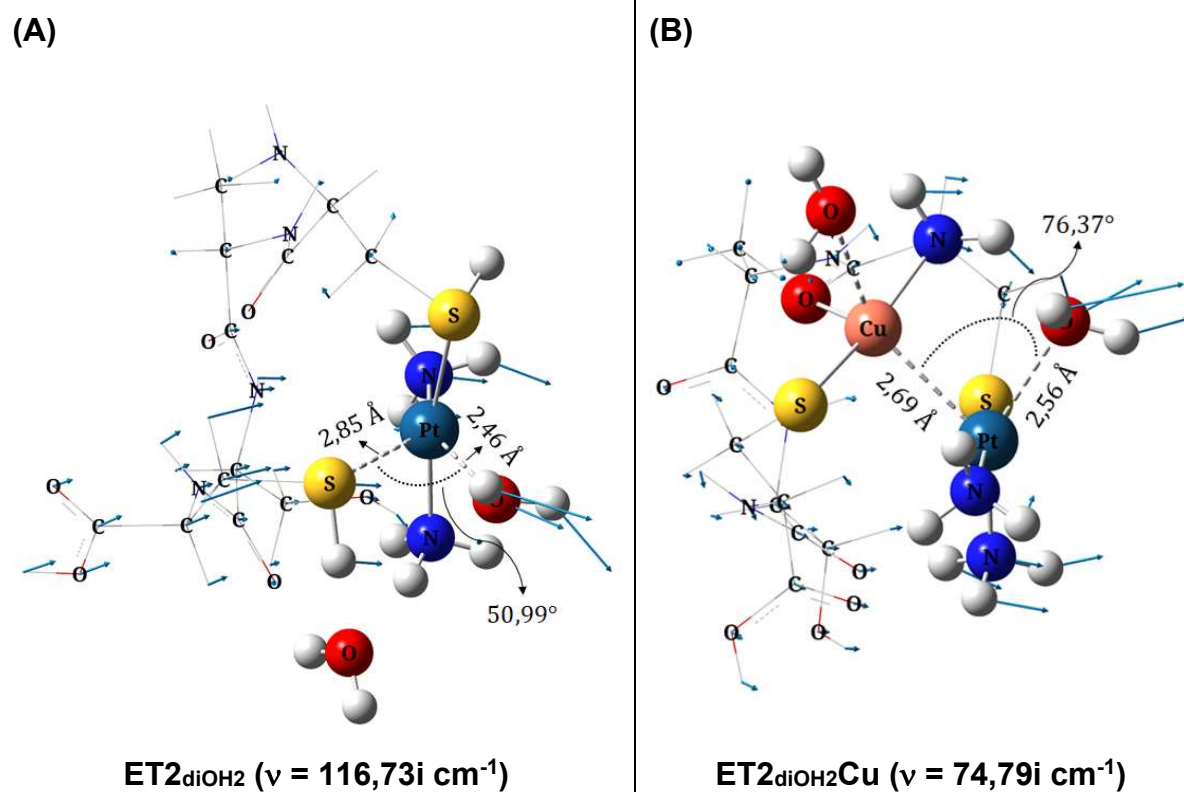 (A)
N
C
C
N
C
C
C
S
O
O
C
N
2,85 Å
Pt
2,46 Å
N
S
O
O
N
C
O
C
C
C
C
N
O
O
50,99°
O
ET2diOH2 (ν = 116,73i cm-1)
(B)
O
N
76,37°
C
N
C
C
C
O
O
Cu
2,69 Å
2,56 Å
C
O
S
S
Pt
C
N
C
N
C
C
N
O
C
O
O
O
ET2diOH2Cu (ν = 74,79i cm-1)